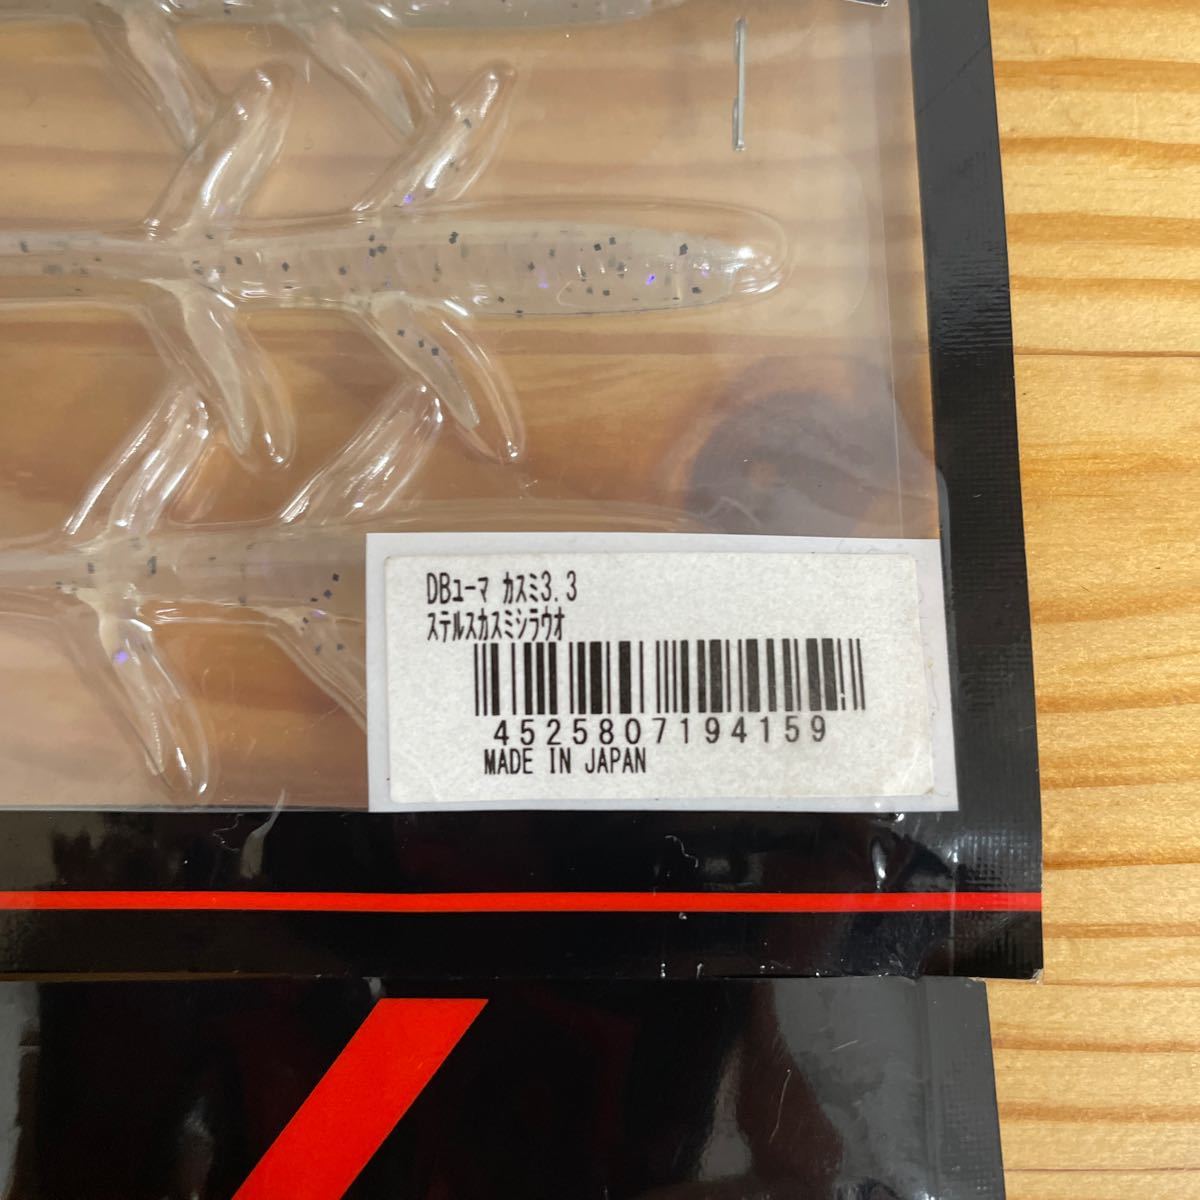 DBﾕｰﾏ ｶｽﾐ3.3
ｽﾃﾙｽｶｽﾐｼﾗｳｵ
4525807194159
MADE IN JAPAN